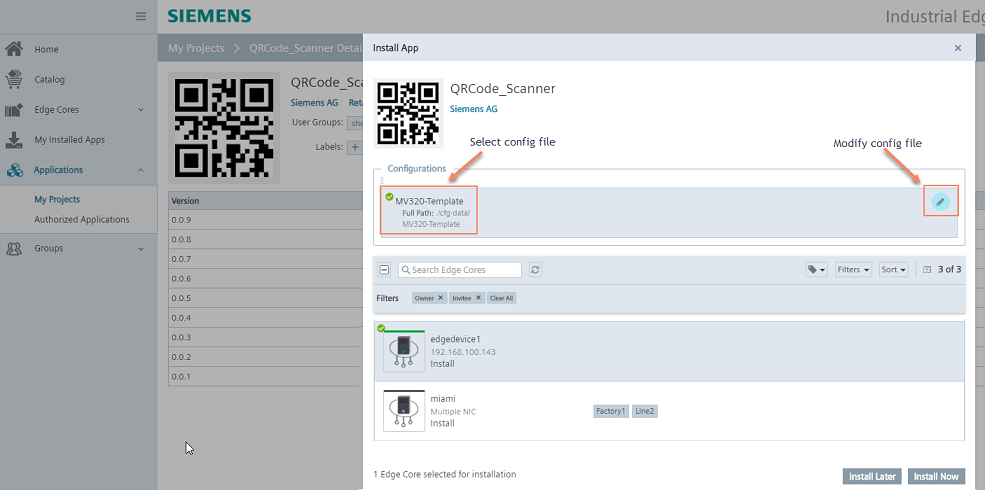 SIEMENS
Industrial Edg
Home
Catalog
Edge Cores
My Installed Apps
Applications
My Projects
Authorized Applications
Groups
My Projects > QRCode_Scanner Detai
QRCode_Sca
Siemens AG Reta
User Groups: sha
Labels: +
Version
0.0.9
0.0.8
0.0.7
0.0.6
0.0.5
0.0.4
0.0.3
0.0.2
0.0.1
Install App
QRCode_Scanner
Siemens AG
Select config file
Modify config file
Configurations
MV320-Template
Full Path: ./cfg-data/
MV320-Template
Search Edge Cores
Filters
Sort
3 of 3
Filters
Owner ✕
Invitee ✕
Clear All
edgedevice1
192.168.100.143
Install
miami
Multiple NIC
Install
Factory1
Line2
1 Edge Core selected for installation
Install Later
Install Now